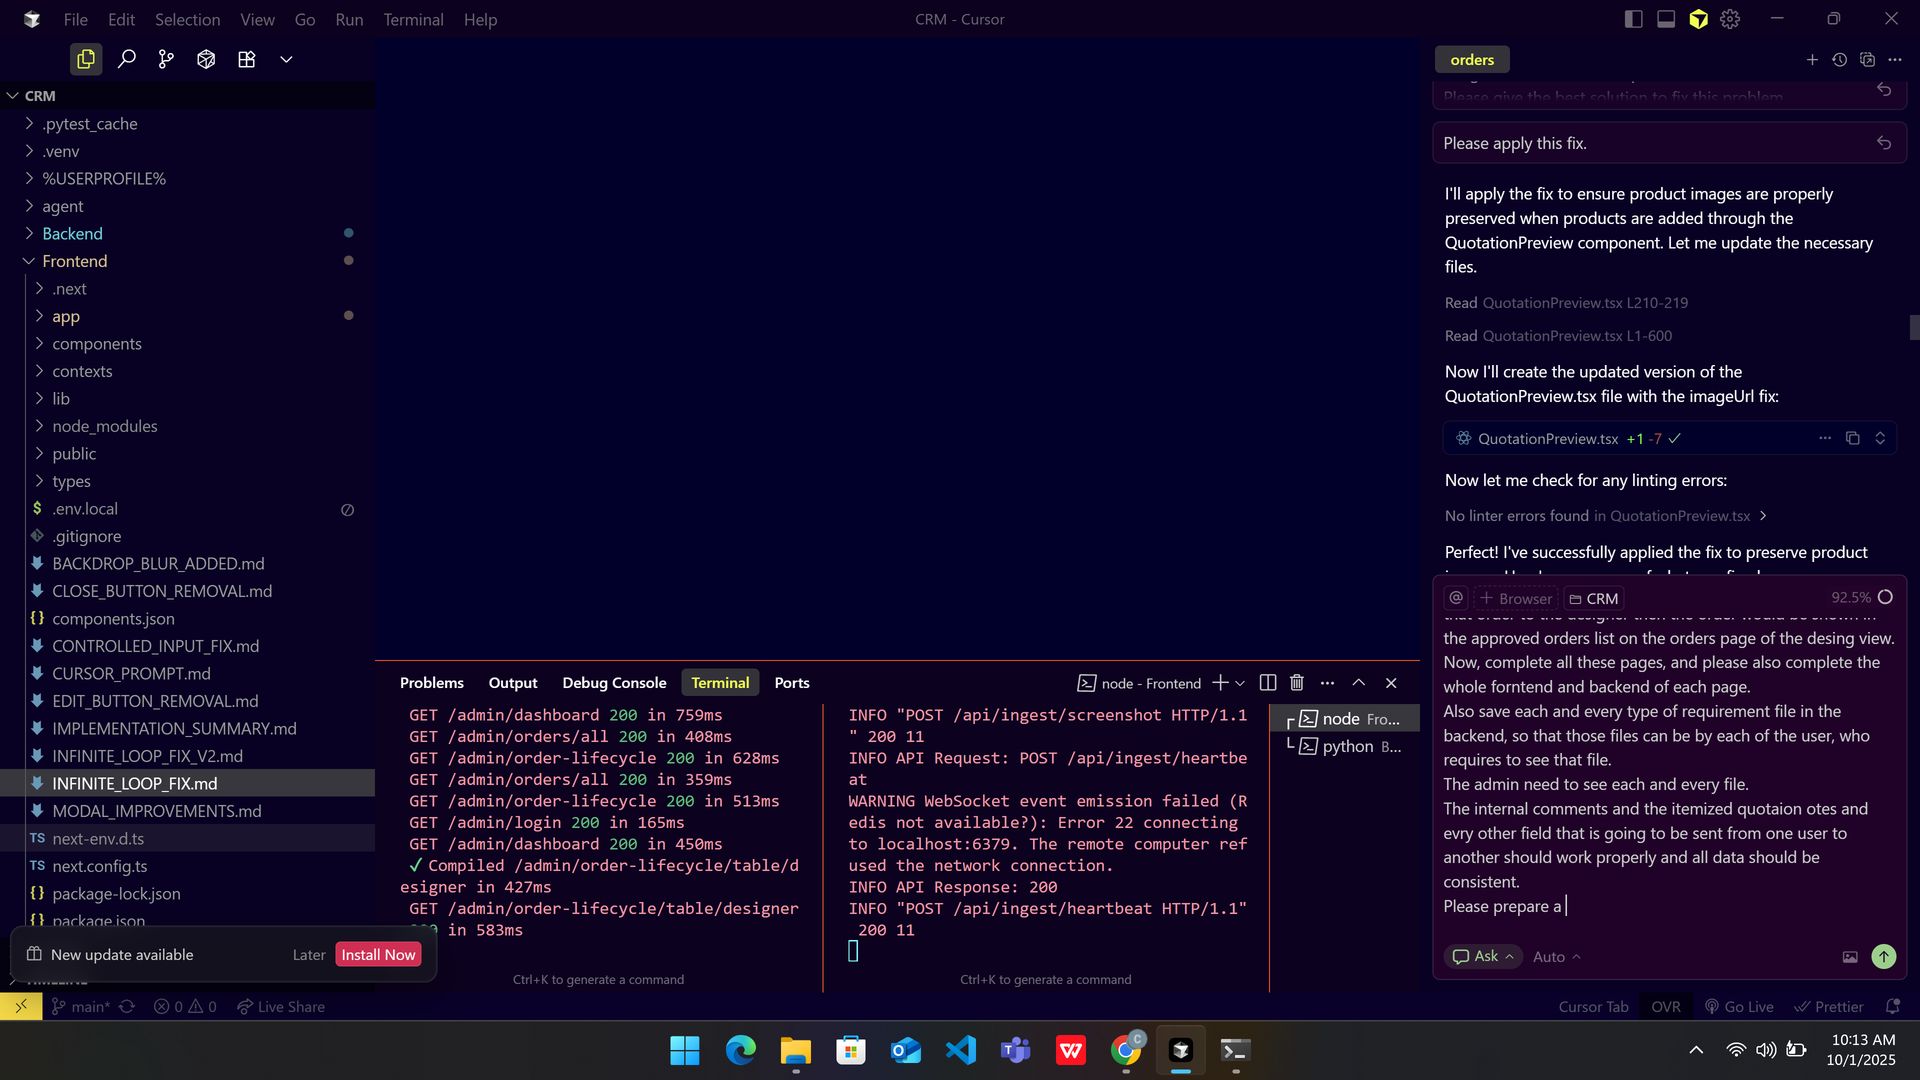 File Edit Selection View Go Run Terminal Help
CRM - Cursor
CRM
.pytest_cache
.venv
%USERPROFILE%
agent
Backend
Frontend
.next
app
components
contexts
lib
node_modules
public
types
$ .env.local
.gitignore
BACKDROP_BLUR_ADDED.md
CLOSE_BUTTON_REMOVAL.md
{} components.json
CONTROLLED_INPUT_FIX.md
CURSOR_PROMPT.md
EDIT_BUTTON_REMOVAL.md
IMPLEMENTATION_SUMMARY.md
INFINITE_LOOP_FIX_V2.md
INFINITE_LOOP_FIX.md
MODAL_IMPROVEMENTS.md
TS next-env.d.ts
TS next.config.ts
{} package-lock.json
{} package.json
New update available Later Install Now
TIMELINE
Problems Output Debug Console Terminal Ports
node - Frontend
GET /admin/dashboard 200 in 759ms
GET /admin/orders/all 200 in 408ms
GET /admin/order-lifecycle 200 in 628ms
GET /admin/orders/all 200 in 359ms
GET /admin/order-lifecycle 200 in 513ms
GET /admin/login 200 in 165ms
GET /admin/dashboard 200 in 450ms
✓ Compiled /admin/order-lifecycle/table/d
esigner in 427ms
GET /admin/order-lifecycle/table/designer
200 in 583ms
Ctrl+K to generate a command
INFO "POST /api/ingest/screenshot HTTP/1.1
" 200 11
INFO API Request: POST /api/ingest/heartbe
at
WARNING WebSocket event emission failed (R
edis not available?): Error 22 connecting
to localhost:6379. The remote computer ref
used the network connection.
INFO API Response: 200
INFO "POST /api/ingest/heartbeat HTTP/1.1"
200 11
Ctrl+K to generate a command
node Fro...
python B...
orders
Please give the best solution to fix this problem
Please apply this fix.
I'll apply the fix to ensure product images are properly
preserved when products are added through the
QuotationPreview component. Let me update the necessary
files.
Read QuotationPreview.tsx L210-219
Read QuotationPreview.tsx L1-600
Now I'll create the updated version of the
QuotationPreview.tsx file with the imageUrl fix:
QuotationPreview.tsx +1 -7
Now let me check for any linting errors:
No linter errors found in QuotationPreview.tsx
Perfect! I've successfully applied the fix to preserve product
@ + Browser CRM 92.5%
that order to the designer then the order would be shown in
the approved orders list on the orders page of the desing view.
Now, complete all these pages, and please also complete the
whole forntend and backend of each page.
Also save each and every type of requirement file in the
backend, so that those files can be by each of the user, who
requires to see that file.
The admin need to see each and every file.
The internal comments and the itemized quotaion otes and
evry other field that is going to be sent from one user to
another should work properly and all data should be
consistent.
Please prepare a
Ask Auto
main* 0 0 Live Share
Cursor Tab OVR Go Live Prettier
10:13 AM
10/1/2025